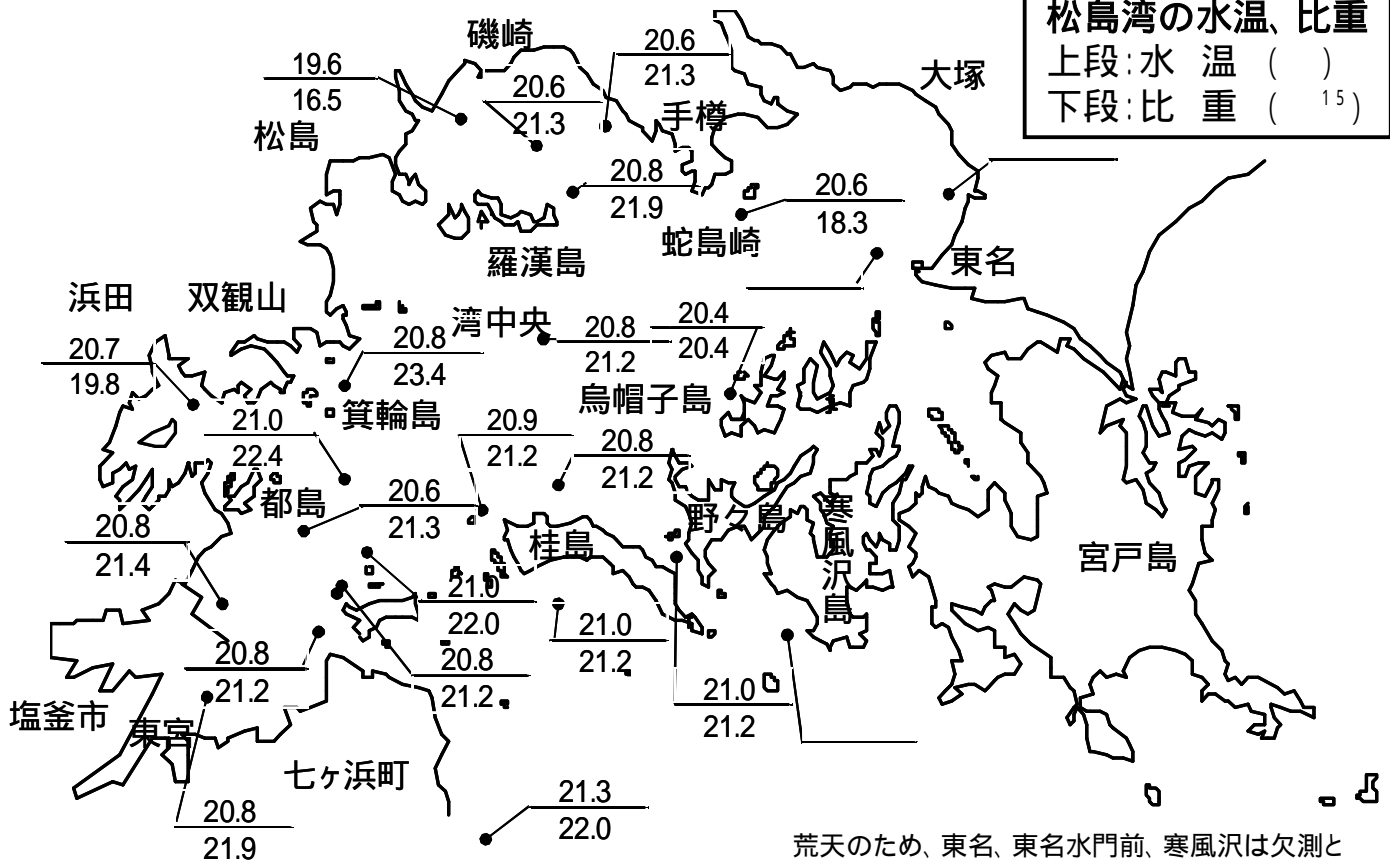 松島湾の水温、比重
上段:水 温 ( )
下段:比 重 ( 15)
磯崎
大塚
手樽
松島
19.6
16.5
20.6
21.3
20.6
21.3
20.8
21.9
20.6
18.3
羅漢島
蛇島崎
東名
浜田
双観山
湾中央
20.7
19.8
20.8
23.4
20.8
21.2
20.4
20.4
箕輪島
烏帽子島
21.0
22.4
20.9
21.2
20.8
21.2
都島
20.6
21.3
野々島
寒風沢島
桂島
宮戸島
20.8
21.4
21.0
22.0
21.0
21.2
20.8
21.2
20.8
21.2
21.0
21.2
塩釜市
東宮
七ヶ浜町
20.8
21.9
21.3
22.0
荒天のため、東名、東名水門前、寒風沢は欠測と